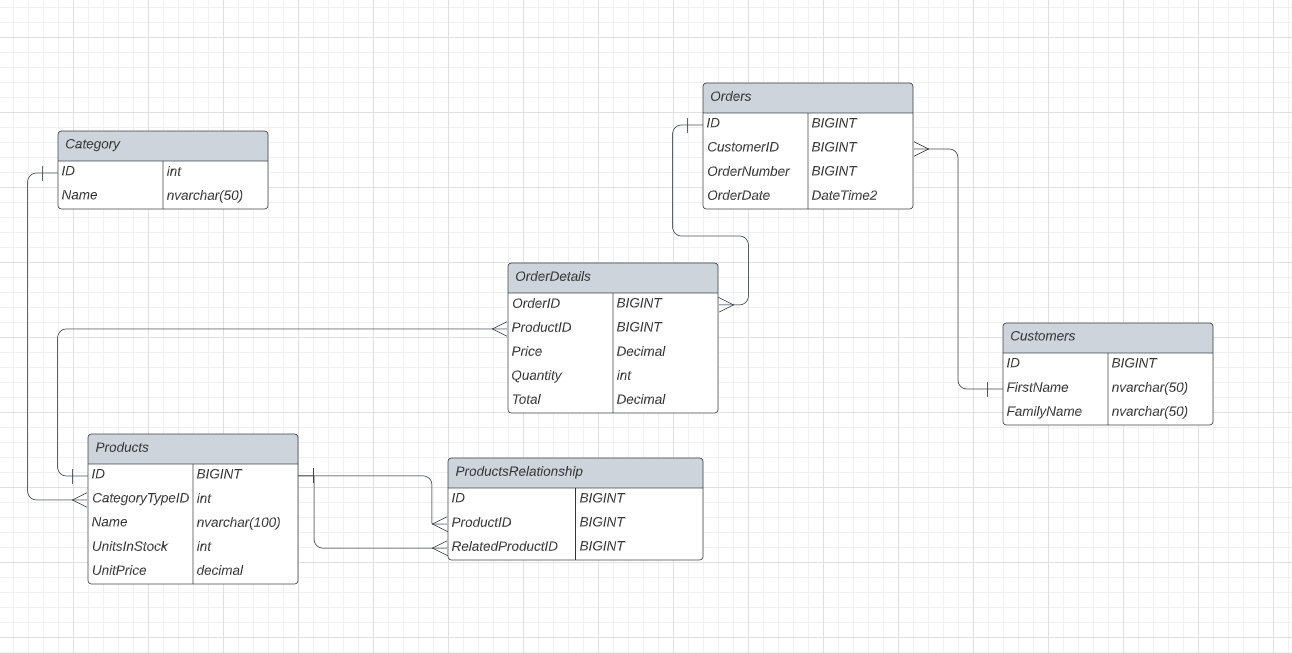 Category
ID int
Name nvarchar(50)
Orders
ID BIGINT
CustomerID BIGINT
OrderNumber BIGINT
OrderDate DateTime2
OrderDetails
OrderID BIGINT
ProductID BIGINT
Price Decimal
Quantity int
Total Decimal
Customers
ID BIGINT
FirstName nvarchar(50)
FamilyName nvarchar(50)
Products
ID BIGINT
CategoryTypeID int
Name nvarchar(100)
UnitsInStock int
UnitPrice decimal
ProductsRelationship
ID BIGINT
ProductID BIGINT
RelatedProductID BIGINT